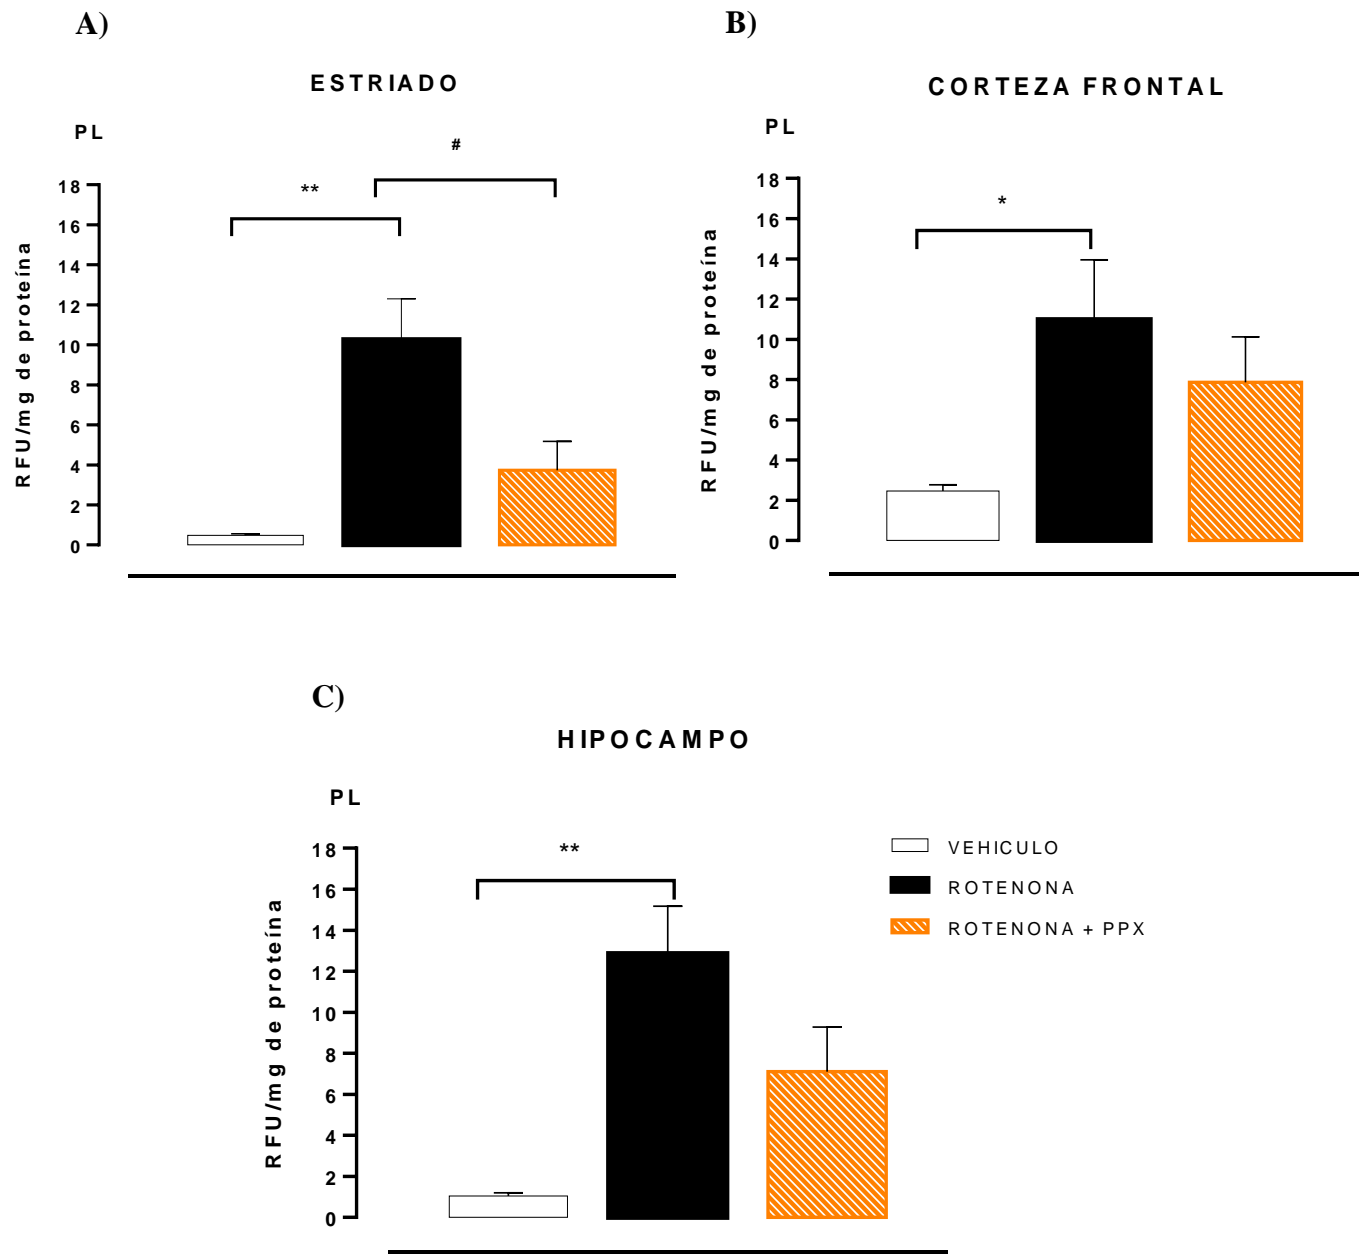 A)
ESTRIADO
PL
#
**
18
16
14
12
10
8
6
4
2
0
RFU/mg de proteína
B)
CORTEZA FRONTAL
PL
*
18
16
14
12
10
8
6
4
2
0
RFU/mg de proteína
C)
HIPOCAMPO
PL
**
18
16
14
12
10
8
6
4
2
0
RFU/mg de proteína
VEHICULO
ROTENONA
ROTENONA + PPX